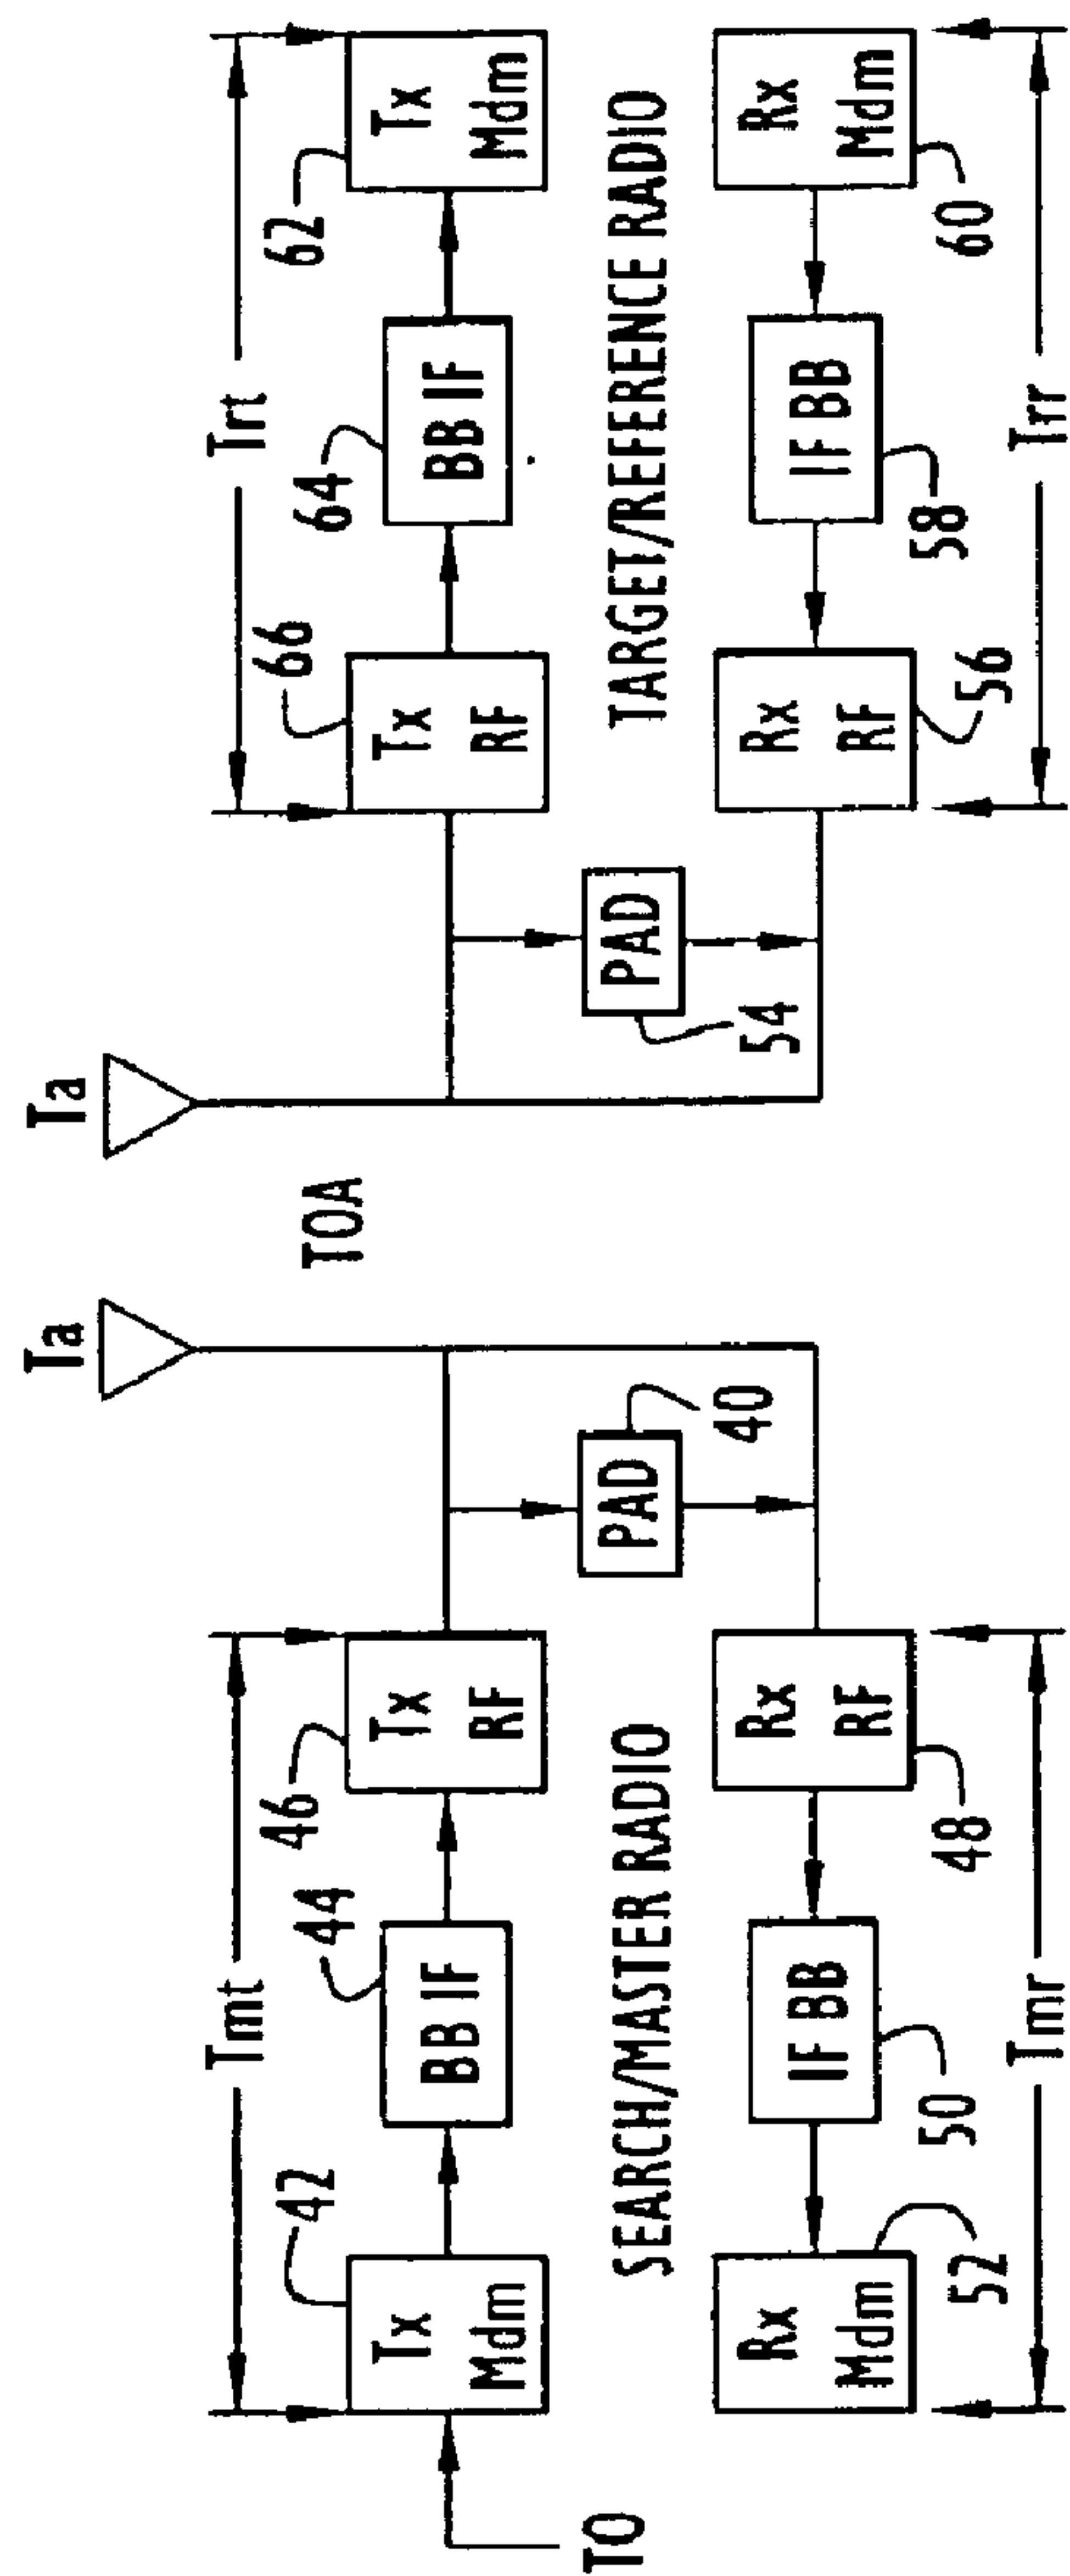 Ta
Ta
TOA
Tmt
Trt
42
44
46
66
64
62
Tx
Mdm
BB IF
Tx
RF
Tx
RF
BB IF
Tx
Mdm
TO
SEARCH/MASTER RADIO
PAD
40
PAD
54
TARGET/REFERENCE RADIO
Rx
Mdm
IF BB
Rx
RF
Rx
RF
IF BB
Rx
Mdm
52
50
48
56
58
60
Tmr
Trr